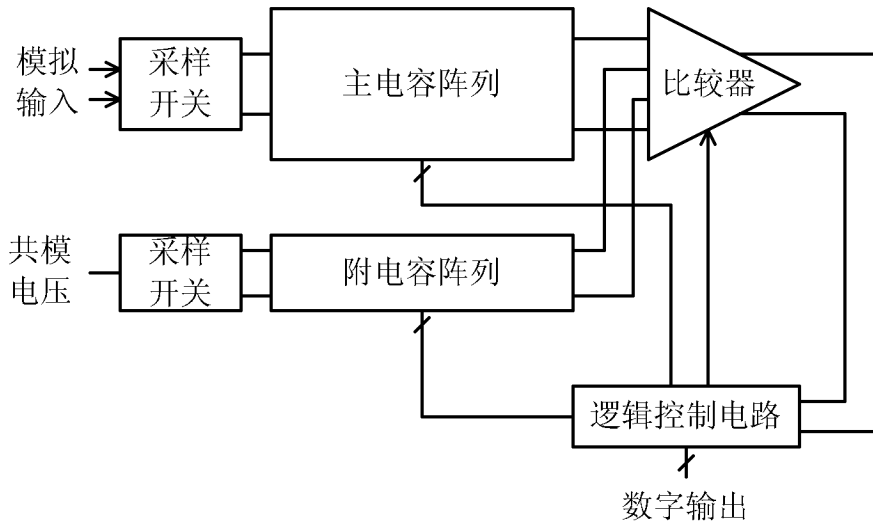 模拟
输入
采样
开关
主电容阵列
比较器
共模
电压
采样
开关
附电容阵列
逻辑控制电路
数字输出